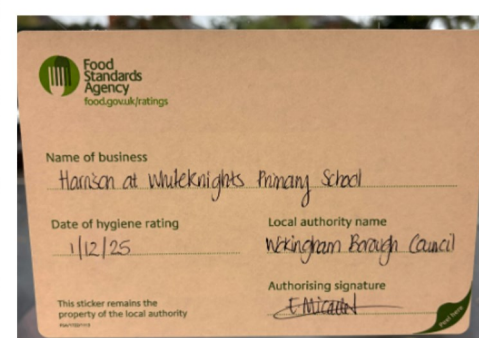 Food
Standards
Agency
food.gov.uk/ratings
Name of business
Harrison at Whiteknights Primary School
Date of hygiene rating
1/12/25
Local authority name
Wokingham Borough Council
Authorising signature
This sticker remains the
property of the local authority
Peel here